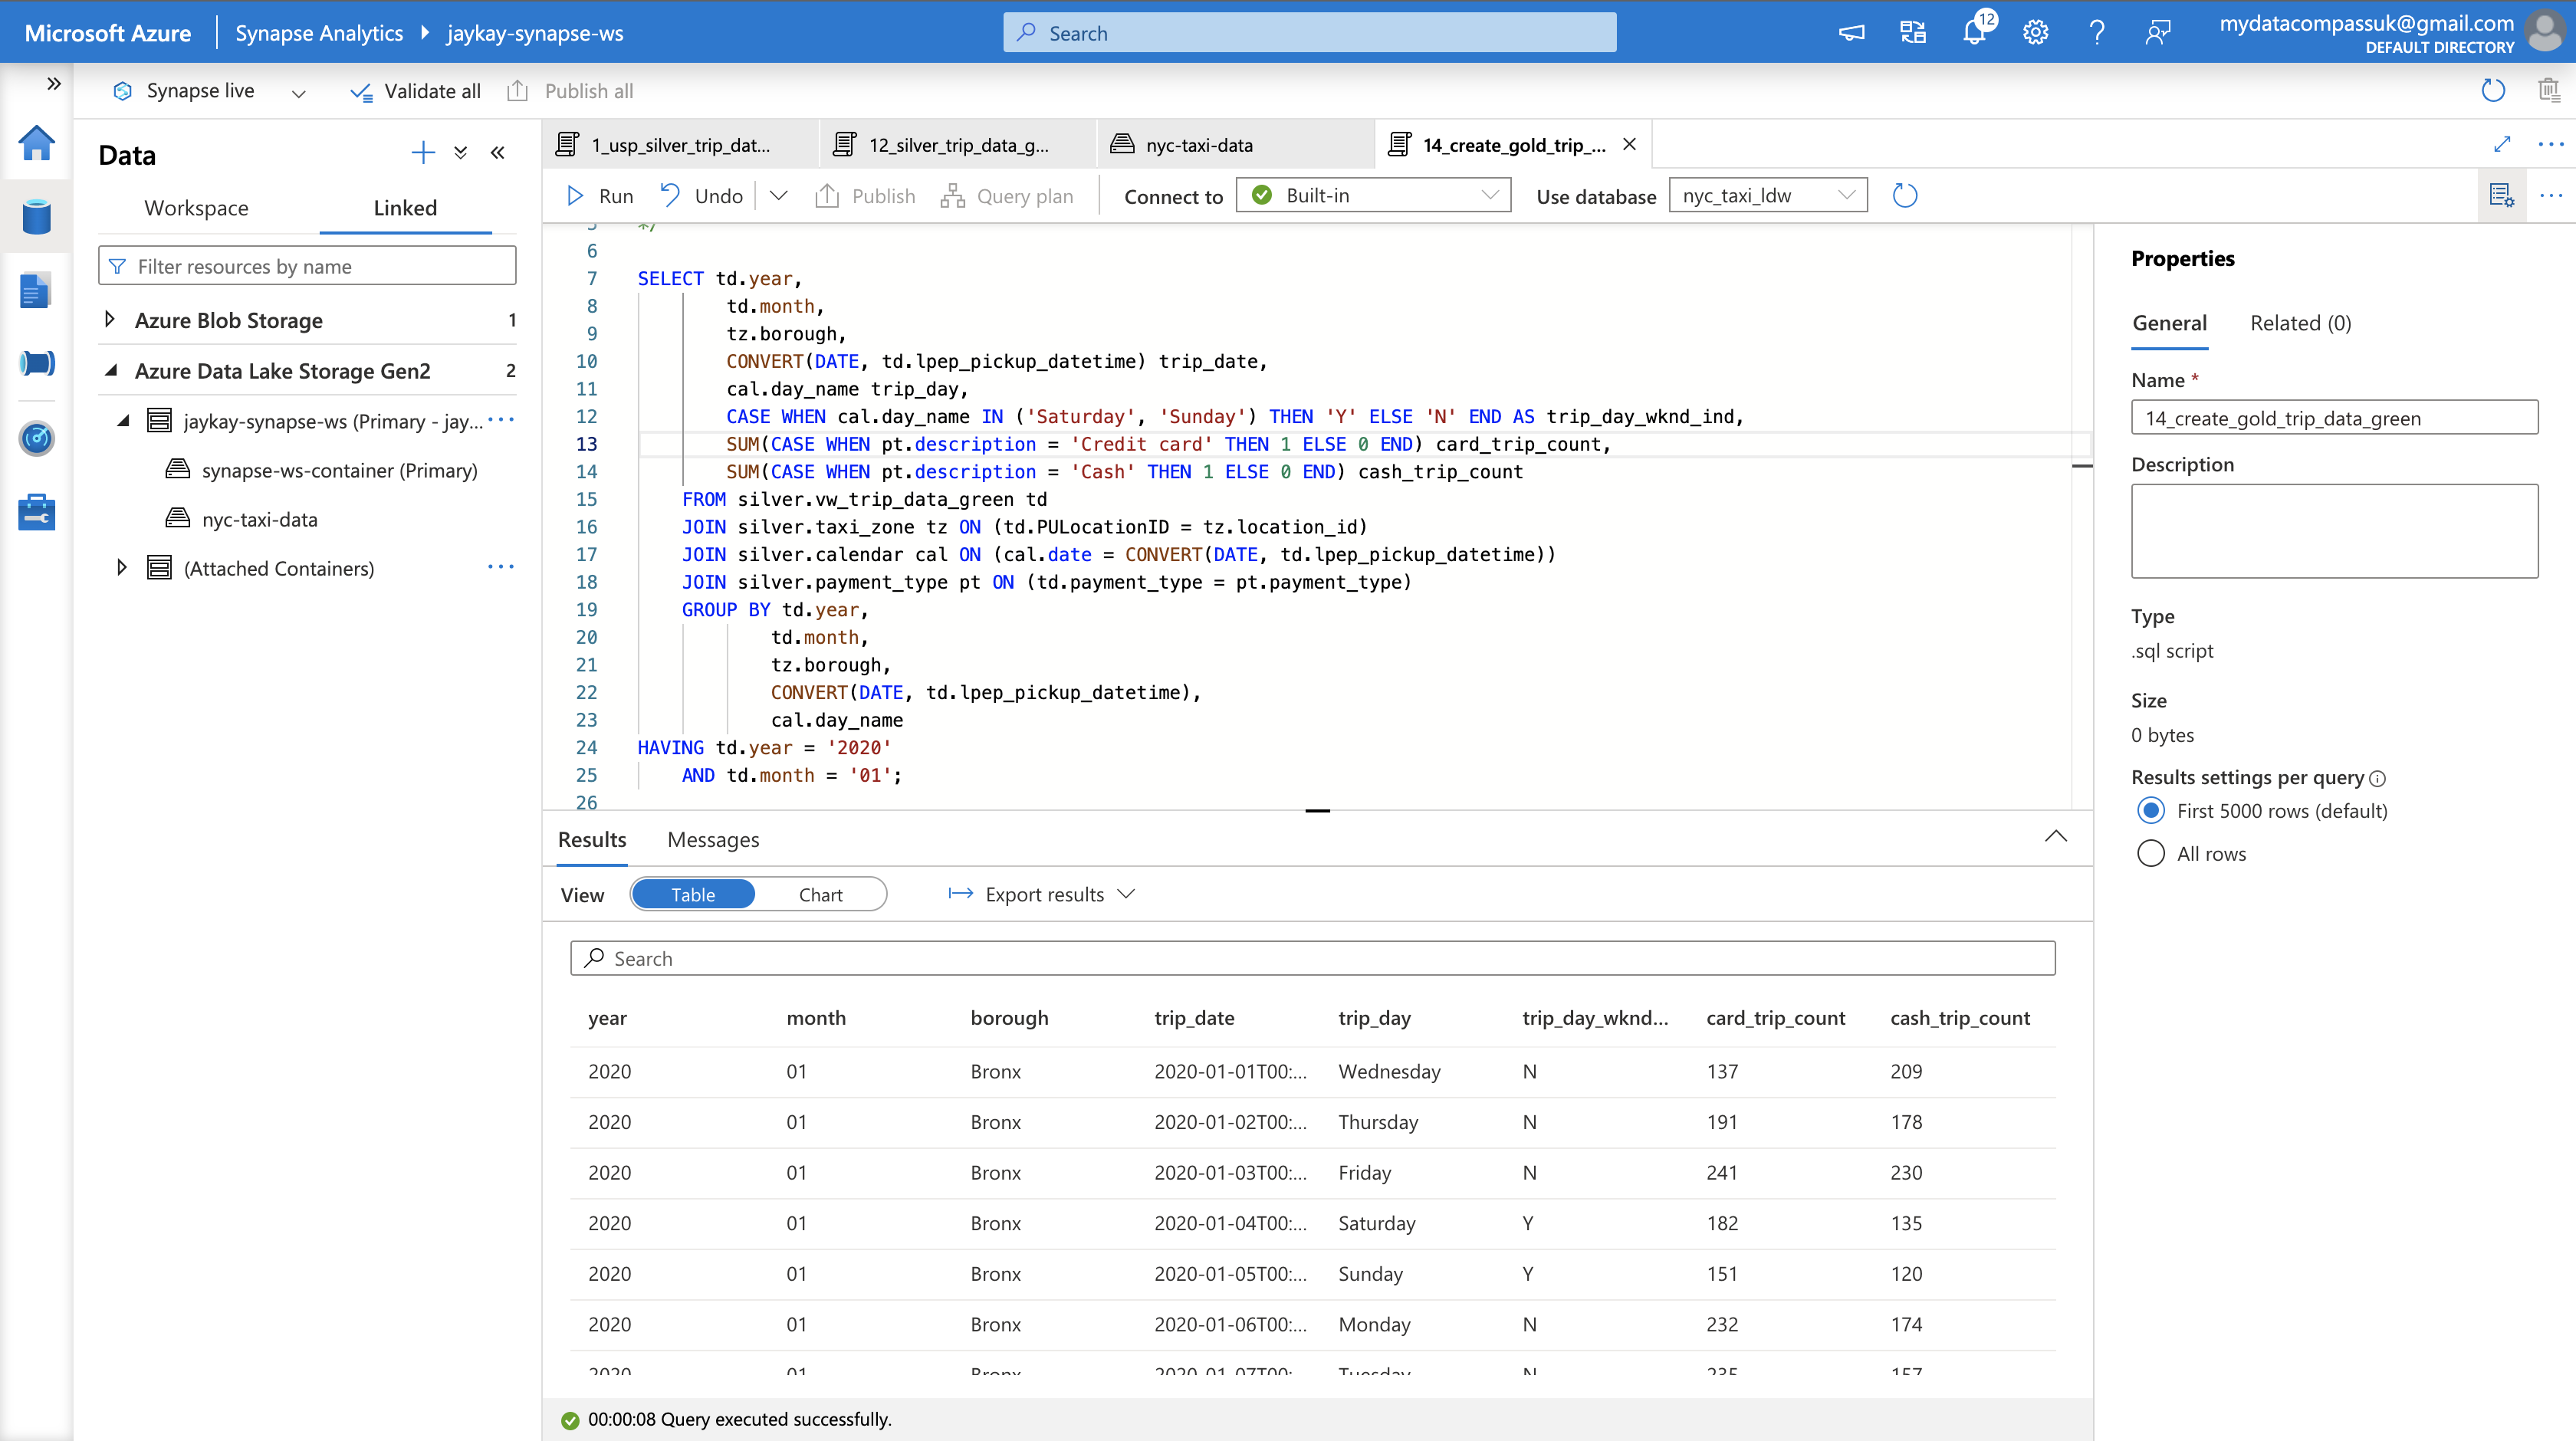 Microsoft Azure
Synapse Analytics
jaykay-synapse-ws
Search
12
mydatacompassuk@gmail.com
DEFAULT DIRECTORY
Synapse live
Validate all
Publish all
Data
Workspace
Linked
Filter resources by name
Azure Blob Storage 1
Azure Data Lake Storage Gen2 2
jaykay-synapse-ws (Primary - jay...
synapse-ws-container (Primary)
nyc-taxi-data
(Attached Containers)
1_usp_silver_trip_dat...
12_silver_trip_data_g...
nyc-taxi-data
14_create_gold_trip_...
Run
Undo
Publish
Query plan
Connect to
Built-in
Use database
nyc_taxi_ldw
5 */
6
7 SELECT td.year,
8 td.month,
9 tz.borough,
10 CONVERT(DATE, td.lpep_pickup_datetime) trip_date,
11 cal.day_name trip_day,
12 CASE WHEN cal.day_name IN ('Saturday', 'Sunday') THEN 'Y' ELSE 'N' END AS trip_day_wknd_ind,
13 SUM(CASE WHEN pt.description = 'Credit card' THEN 1 ELSE 0 END) card_trip_count,
14 SUM(CASE WHEN pt.description = 'Cash' THEN 1 ELSE 0 END) cash_trip_count
15 FROM silver.vw_trip_data_green td
16 JOIN silver.taxi_zone tz ON (td.PULocationID = tz.location_id)
17 JOIN silver.calendar cal ON (cal.date = CONVERT(DATE, td.lpep_pickup_datetime))
18 JOIN silver.payment_type pt ON (td.payment_type = pt.payment_type)
19 GROUP BY td.year,
20 td.month,
21 tz.borough,
22 CONVERT(DATE, td.lpep_pickup_datetime),
23 cal.day_name
24 HAVING td.year = '2020'
25 AND td.month = '01';
26
Results
Messages
View
Table
Chart
Export results
Search
year month borough trip_date trip_day trip_day_wknd... card_trip_count cash_trip_count
2020 01 Bronx 2020-01-01T00:... Wednesday N 137 209
2020 01 Bronx 2020-01-02T00:... Thursday N 191 178
2020 01 Bronx 2020-01-03T00:... Friday N 241 230
2020 01 Bronx 2020-01-04T00:... Saturday Y 182 135
2020 01 Bronx 2020-01-05T00:... Sunday Y 151 120
2020 01 Bronx 2020-01-06T00:... Monday N 232 174
2020 01 Bronx 2020-01-07T00:... Tuesday N 235 157
00:00:08 Query executed successfully.
Properties
General
Related (0)
Name *
14_create_gold_trip_data_green
Description
Type
.sql script
Size
0 bytes
Results settings per query
First 5000 rows (default)
All rows